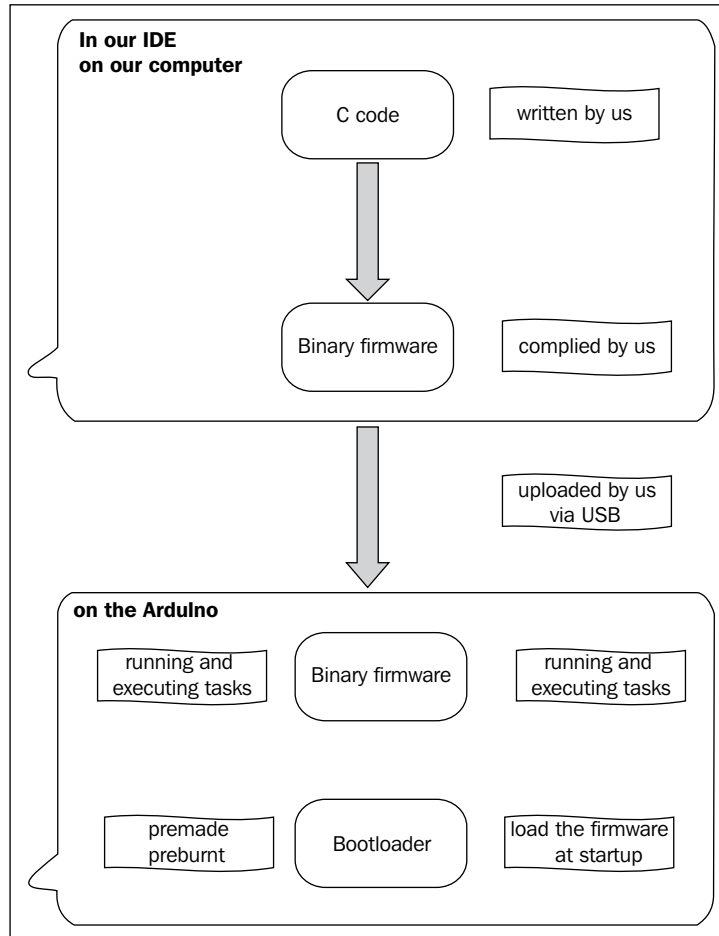 In our IDE
on our computer
C code
written by us
Binary firmware
complied by us
uploaded by us
via USB
on the Ardulno
running and
executing tasks
Binary firmware
running and
executing tasks
premade
preburnt
Bootloader
load the firmware
at startup